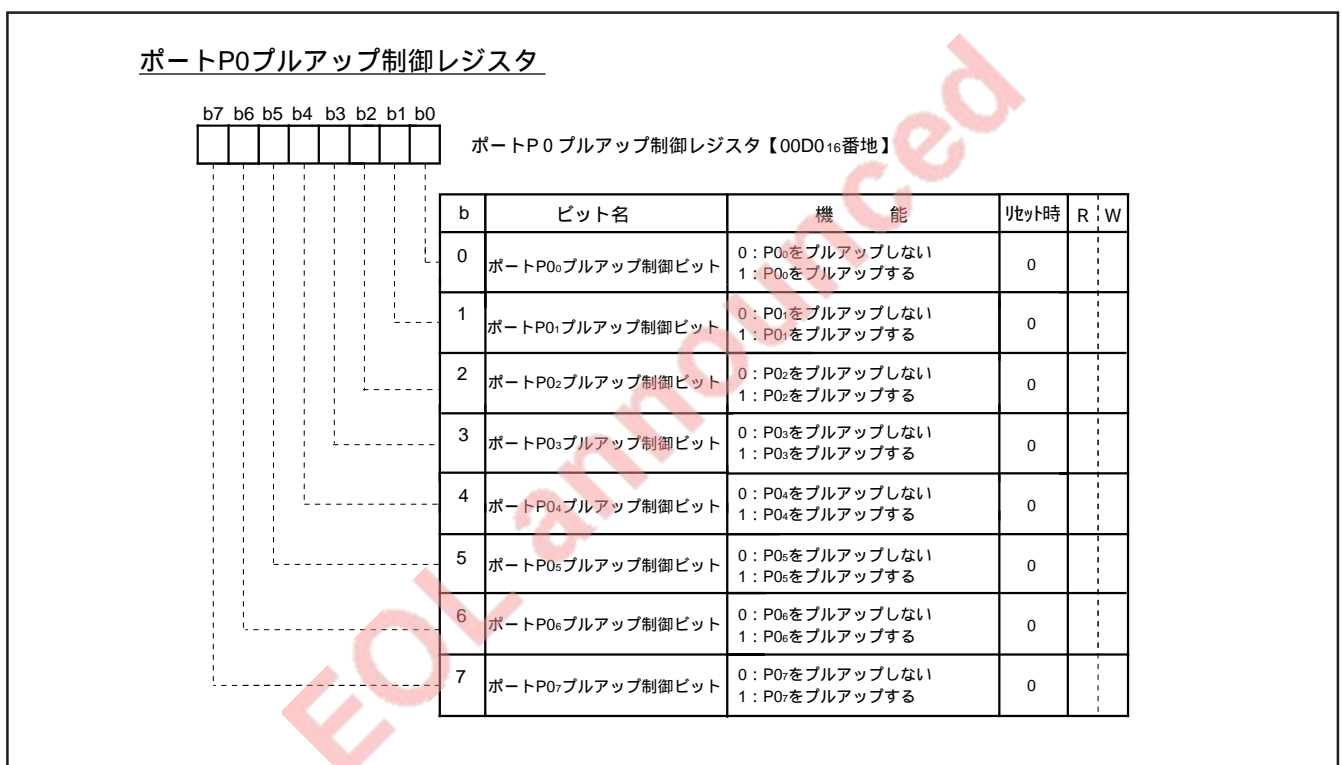 ポートP0プルアップ制御レジスタ
b7 b6 b5 b4 b3 b2 b1 b0
ポートP0プルアップ制御レジスタ【00D016番地】
b ビット名 機 能 リセット時 R W
0 ポートP00プルアップ制御ビット 0:P00をプルアップしない 0
1:P00をプルアップする
1 ポートP01プルアップ制御ビット 0:P01をプルアップしない 0
1:P01をプルアップする
2 ポートP02プルアップ制御ビット 0:P02をプルアップしない 0
1:P02をプルアップする
3 ポートP03プルアップ制御ビット 0:P03をプルアップしない 0
1:P03をプルアップする
4 ポートP04プルアップ制御ビット 0:P04をプルアップしない 0
1:P04をプルアップする
5 ポートP05プルアップ制御ビット 0:P05をプルアップしない 0
1:P05をプルアップする
6 ポートP06プルアップ制御ビット 0:P06をプルアップしない 0
1:P06をプルアップする
7 ポートP07プルアップ制御ビット 0:P07をプルアップしない 0
1:P07をプルアップする
EOL announced